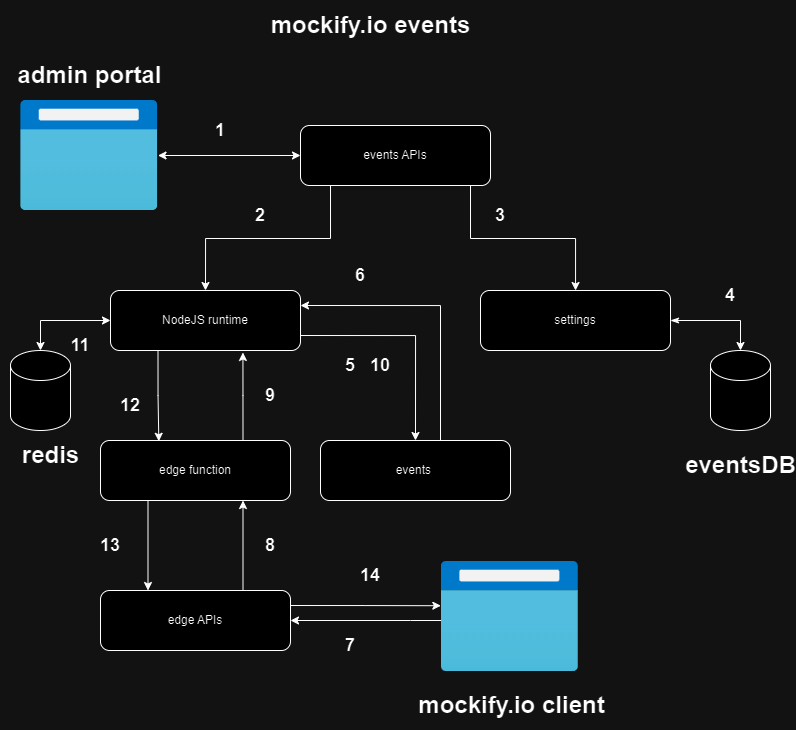 mockify.io events
admin portal
1
events APIs
2
3
6
4
NodeJS runtime
settings
11
5 10
12
9
redis
edge function
events
eventsDB
13
8
14
edge APIs
7
mockify.io client